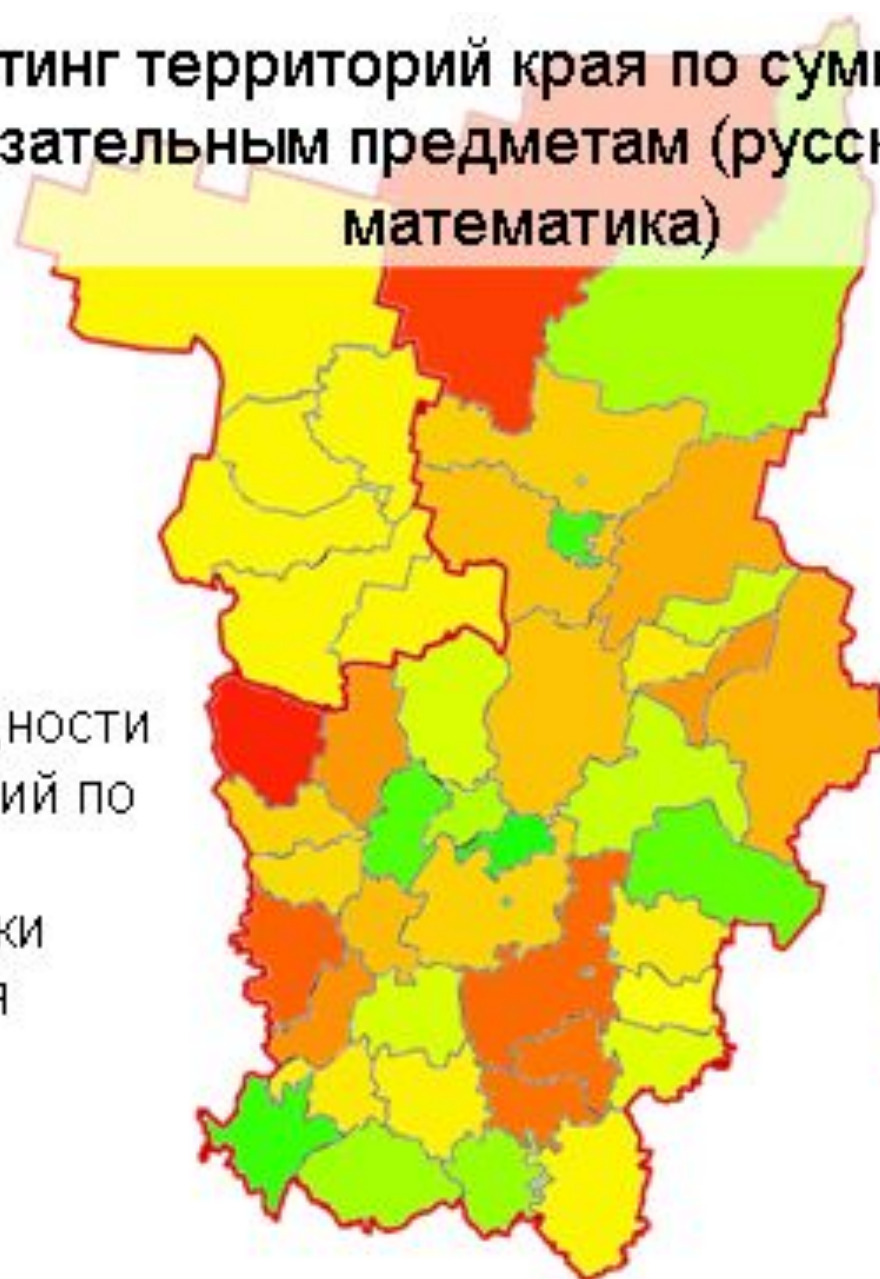 тинг территорий края по сумм
зательным предметам (русск
математика)
ности
ий по
ки
я